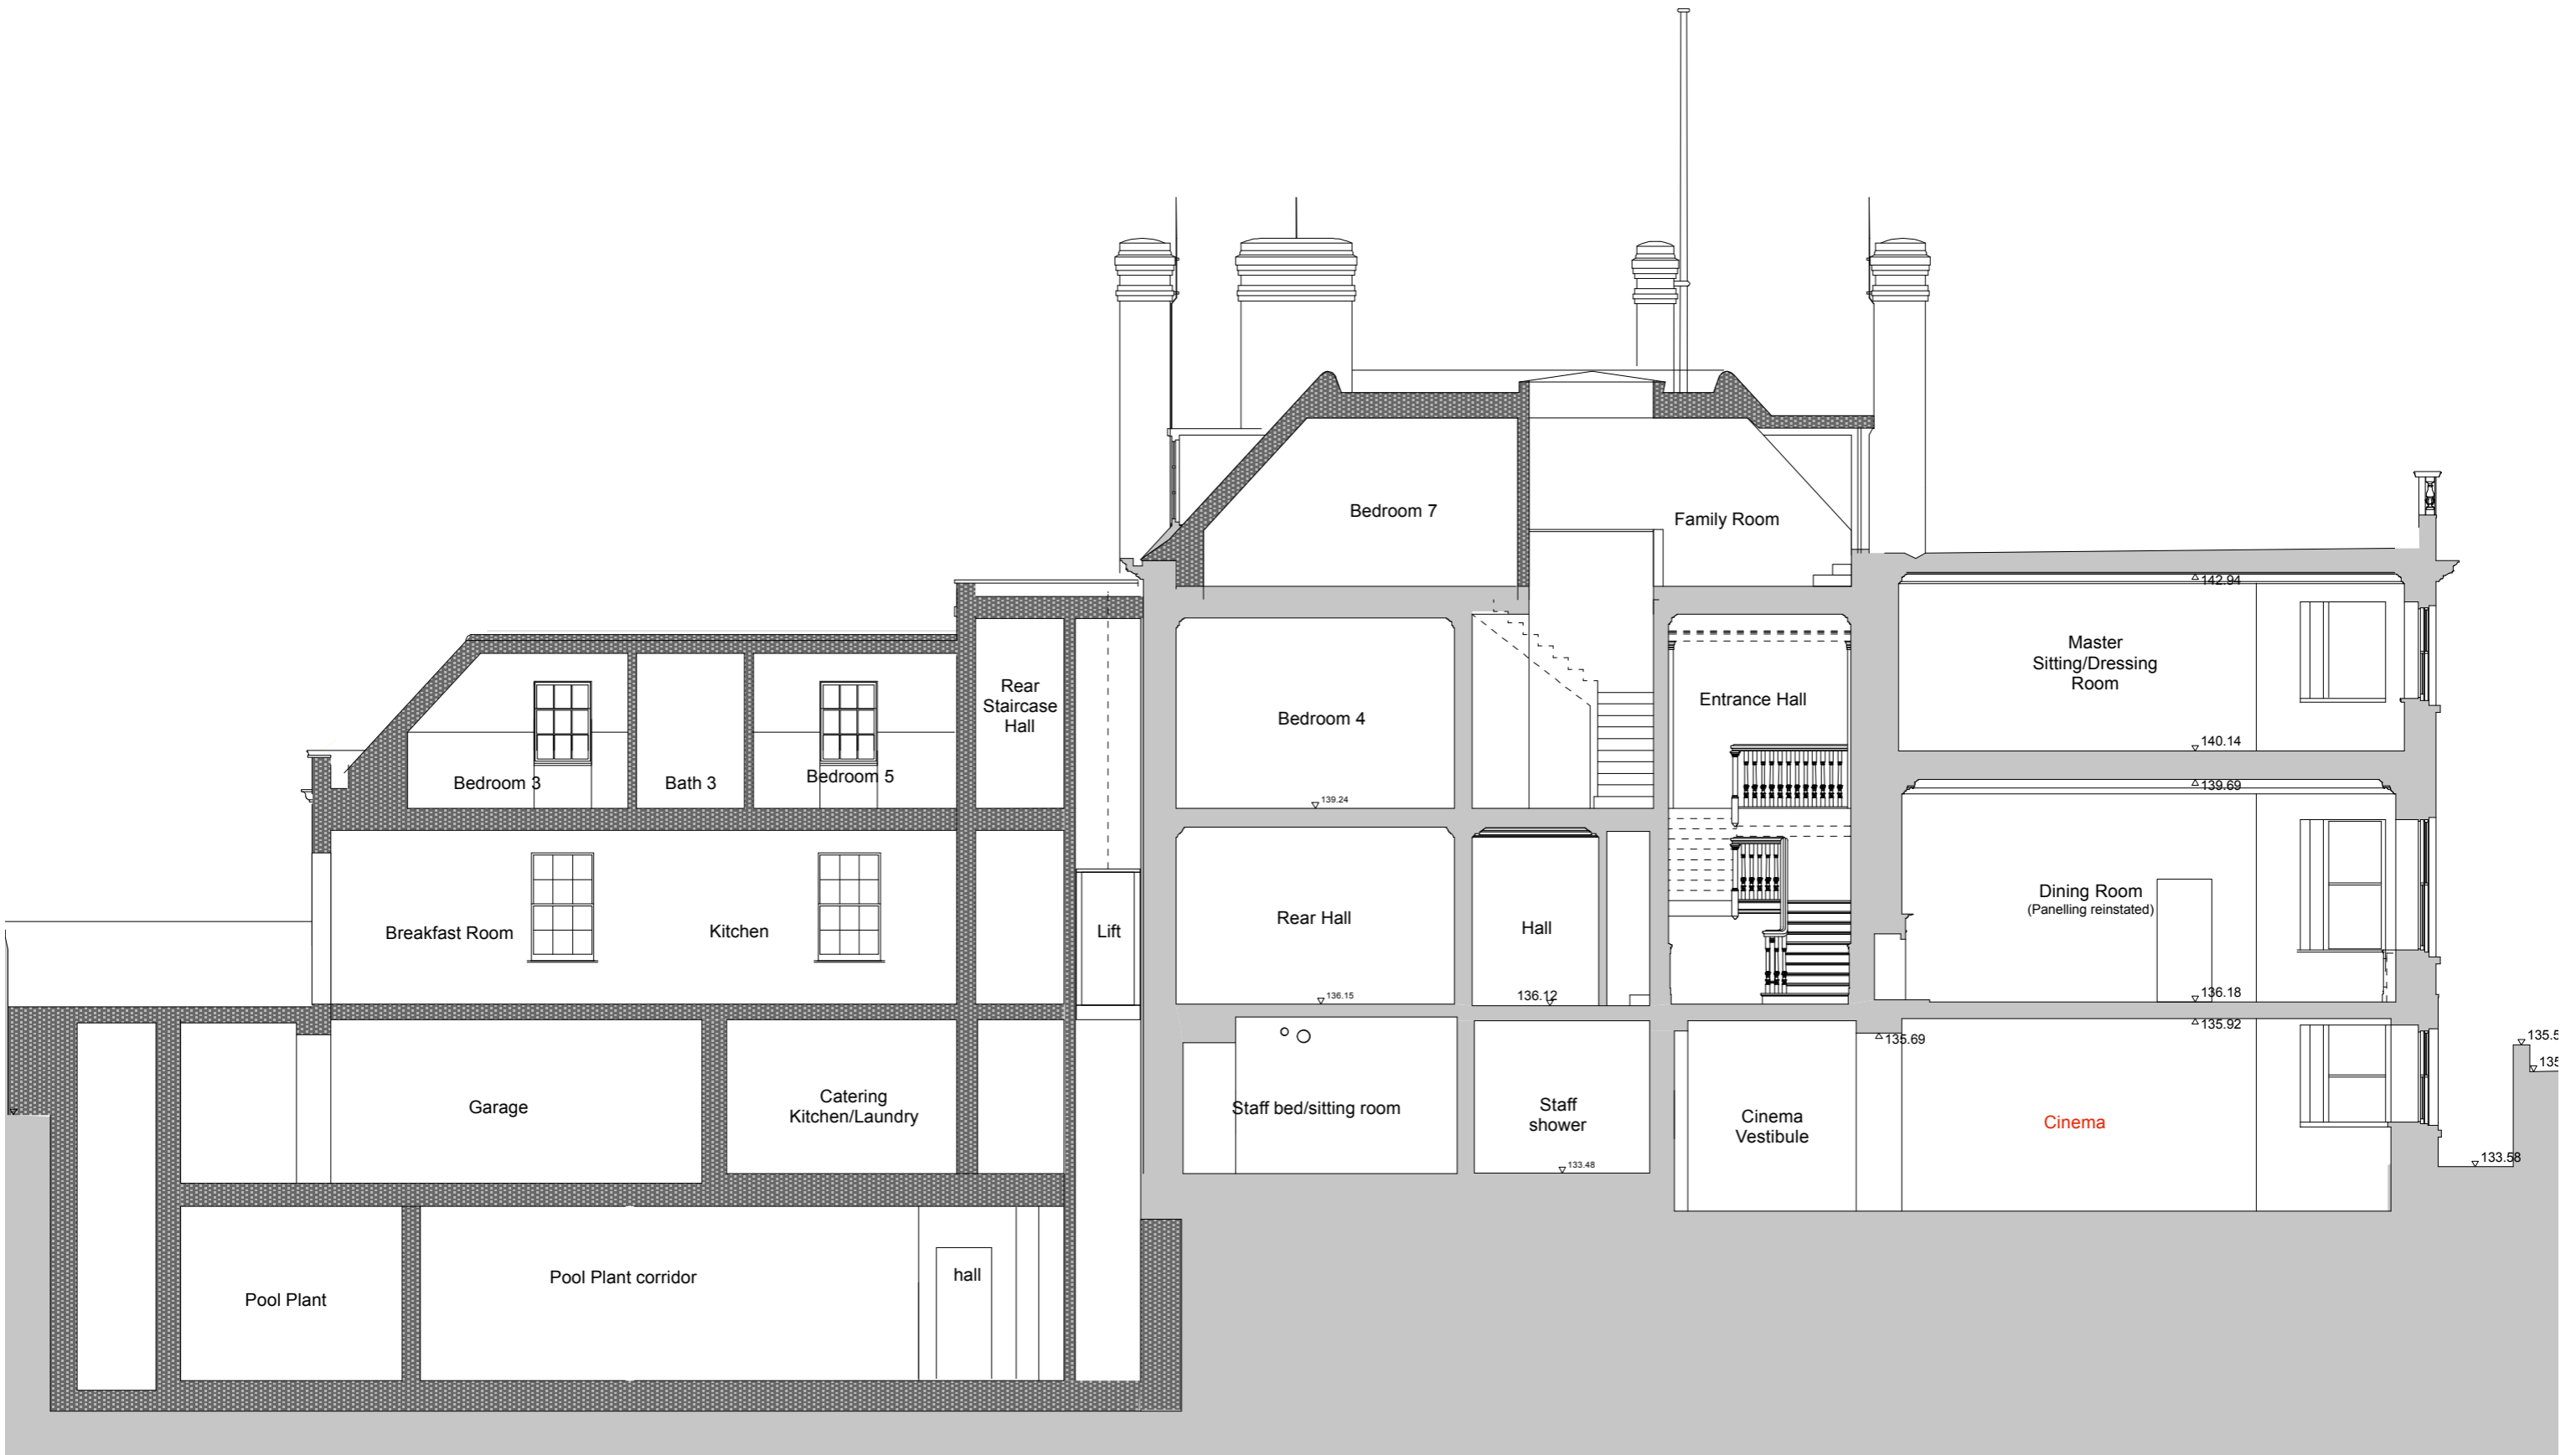 Bedroom 7
Family Room
142.94
Master
Sitting/Dressing
Room
Rear
Staircase
Hall
Entrance Hall
Bedroom 4
140.14
Bedroom 3
Bath 3
Bedroom 5
139.24
139.69
Dining Room
(Panelling reinstated)
Breakfast Room
Kitchen
Lift
Rear Hall
Hall
136.15
136.12
136.18
135.92
135.69
135.5
135
Garage
Catering
Kitchen/Laundry
Staff bed/sitting room
Staff
shower
Cinema
Vestibule
Cinema
133.48
133.58
Pool Plant
Pool Plant corridor
hall